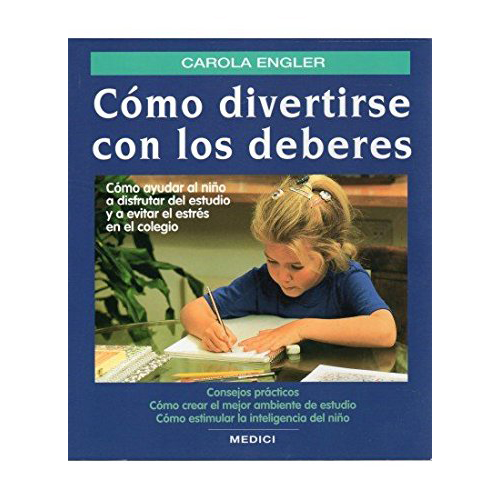 CAROLA ENGLER
Cómo divertirse
con los deberes
Cómo ayudar al niño
a disfrutar del estudio
y a evitar el estrés
en el colegio
Consejos prácticos
Cómo crear el mejor ambiente de estudio
Cómo estimular la inteligencia del niño
MEDICI